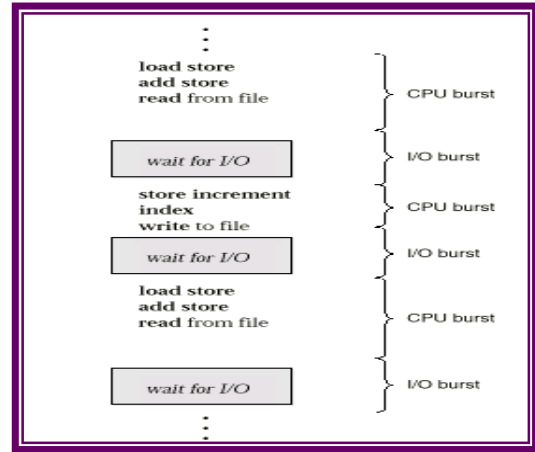 load store
add store
read from file
CPU burst
wait for I/O
I/O burst
store increment
index
write to file
CPU burst
wait for I/O
I/O burst
load store
add store
read from file
CPU burst
wait for I/O
I/O burst